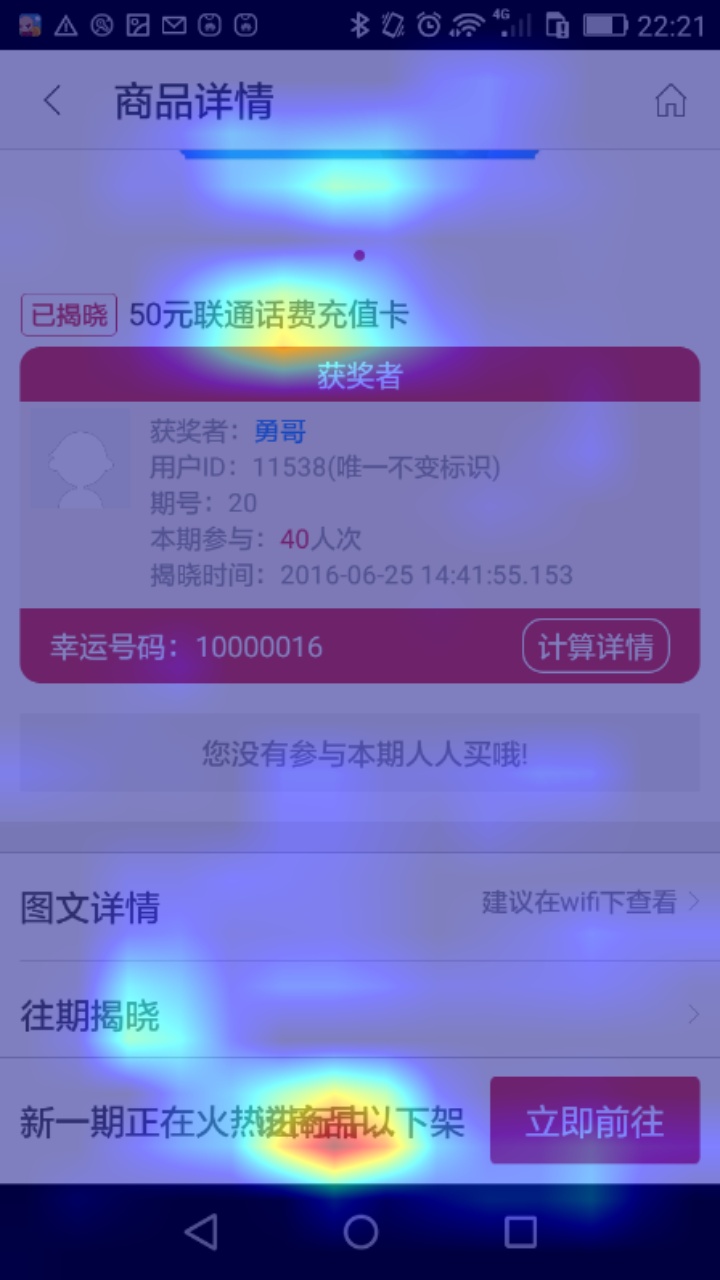 4G 22:21
商品详情
已揭晓 50元联通话费充值卡
获奖者
获奖者：勇哥
用户ID：11538(唯一不变标识)
期号：20
本期参与：40人次
揭晓时间：2016-06-25 14:41:55.153
幸运号码：10000016
计算详情
您没有参与本期人人买哦!
图文详情
建议在wifi下查看
往期揭晓
新一期正在火热 以下架
立即前往